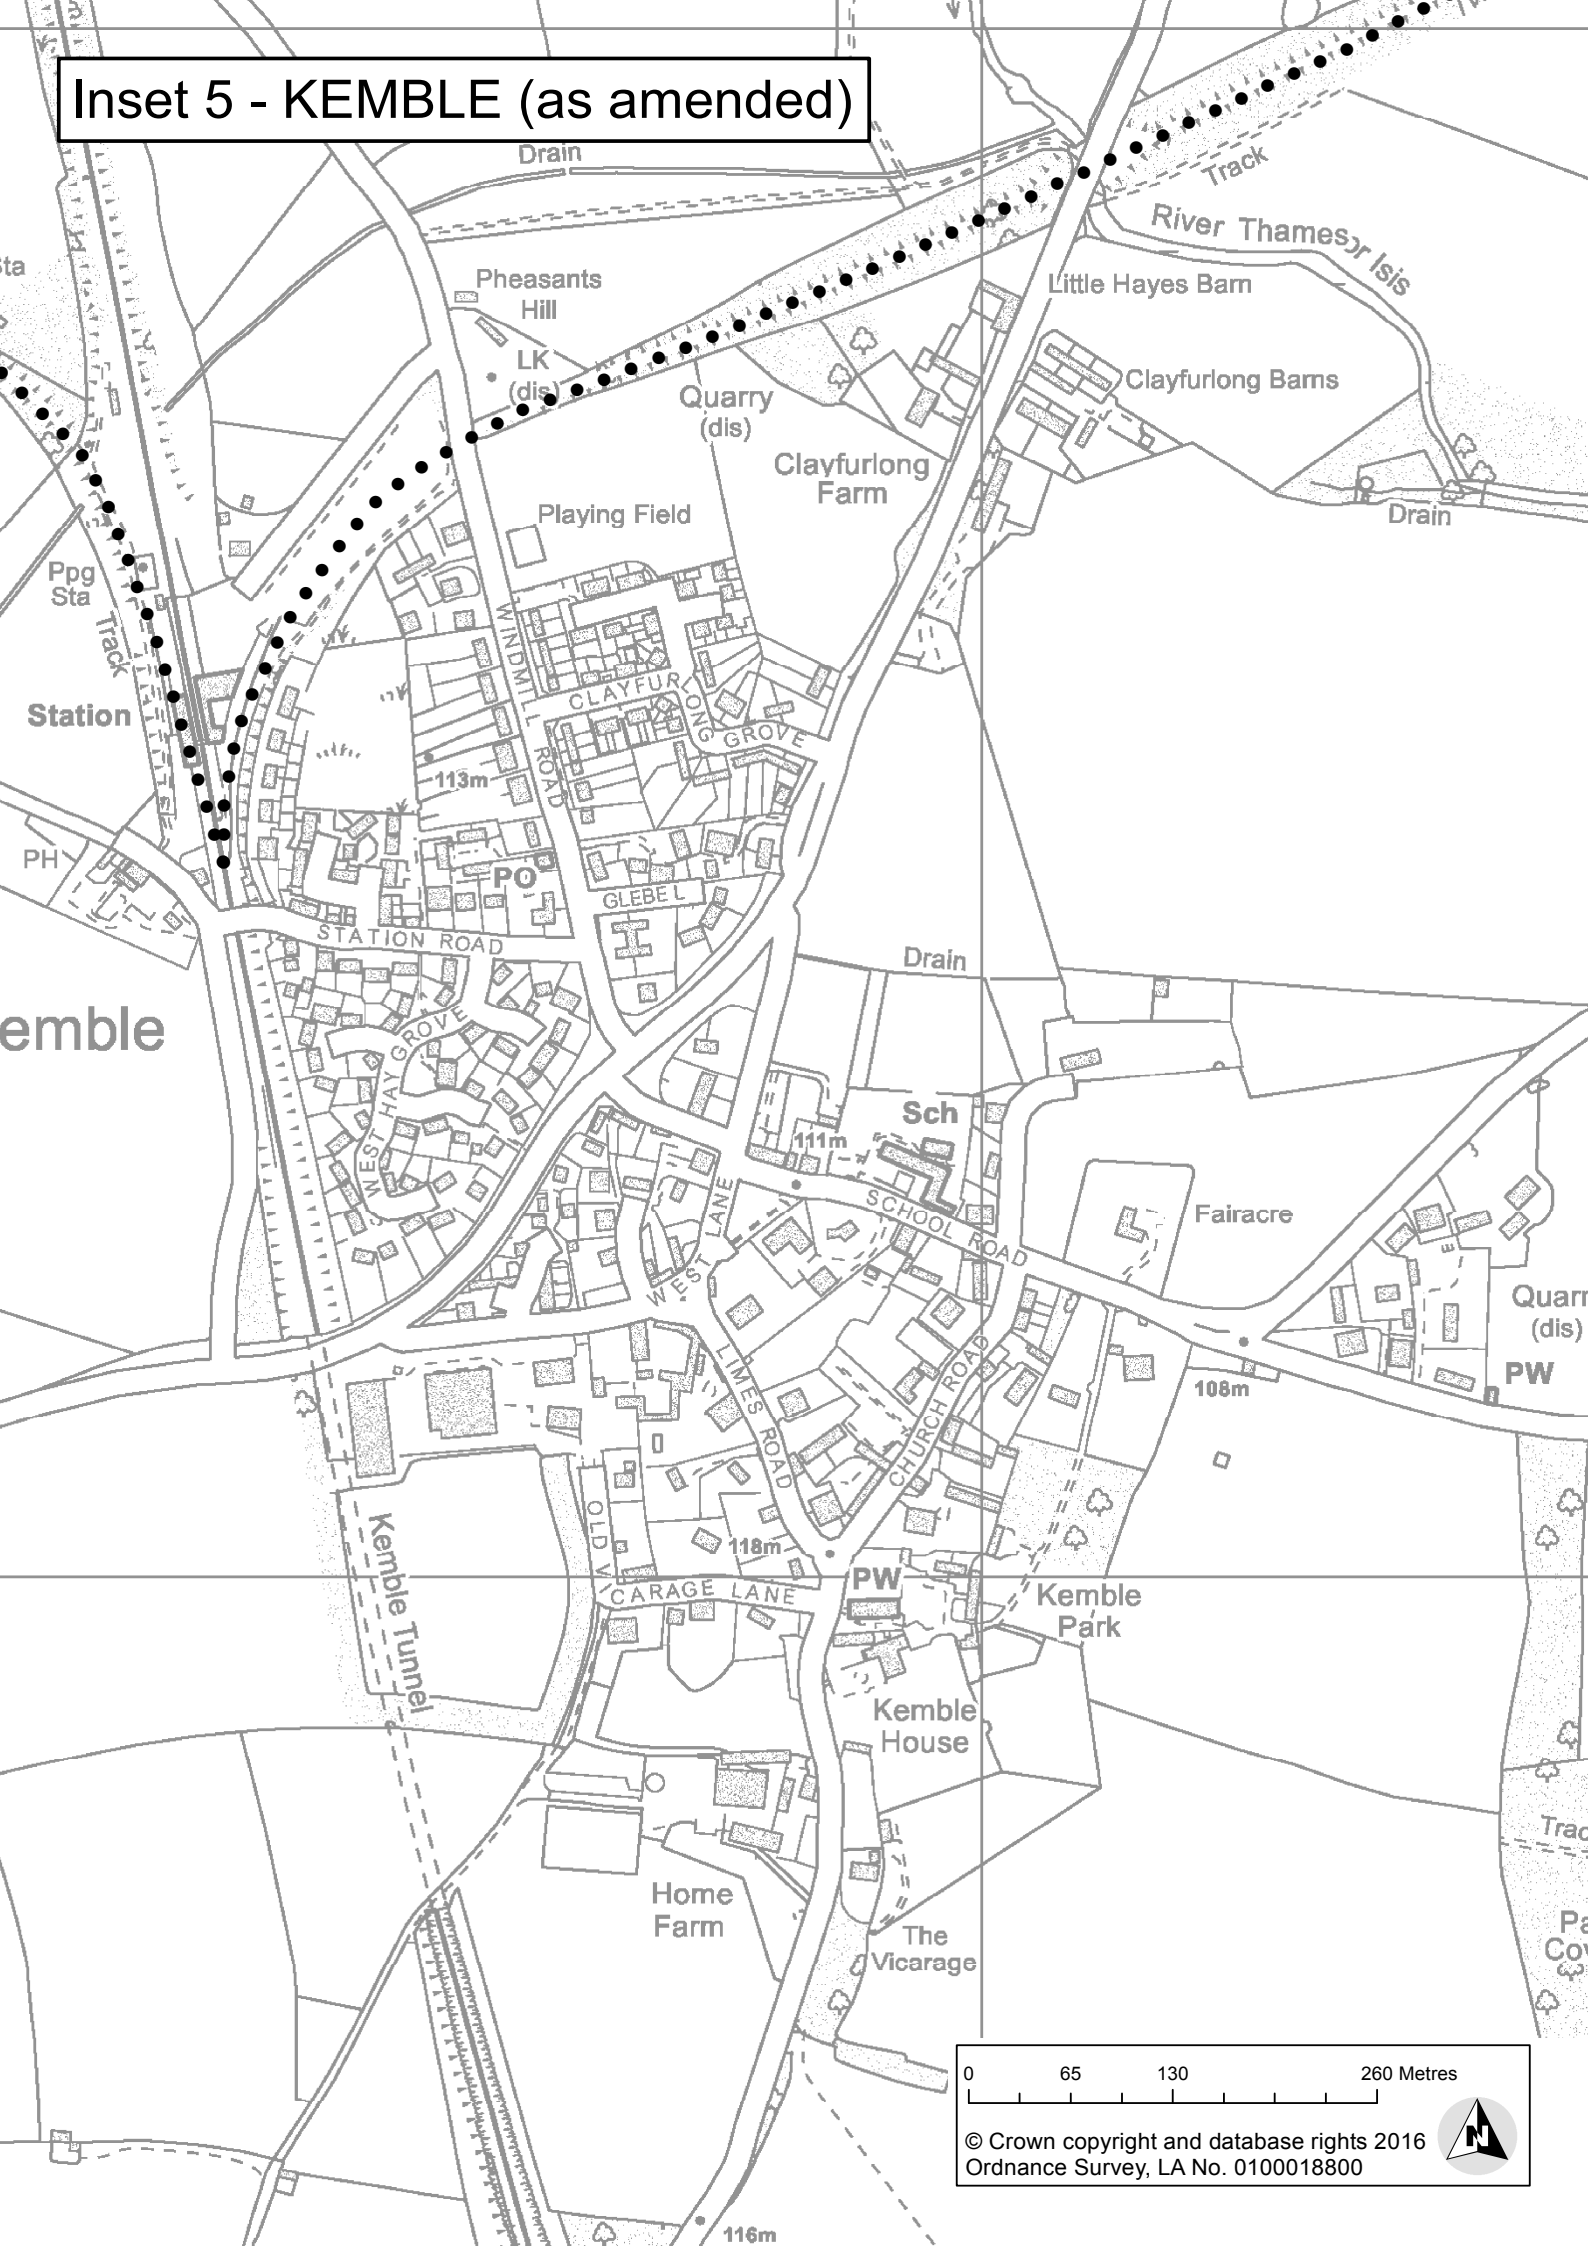 Inset 5 - KEMBLE (as amended)
Drain
Track
River Thames or Isis
Little Hayes Barn
Pheasants
Hill
LK
(dis)
Quarry
(dis)
Clayfurlong Barns
Clayfurlong
Farm
Drain
Playing Field
Ppg
Sta
Track
Station
WINDMILL ROAD
CLAYFURLONG GROVE
113m
PH
PO
GLEBE L
STATION ROAD
Drain
emble
WEST HAY GROVE
Sch
111m
SCHOOL ROAD
Fairacre
WEST LANE
Quarr
(dis)
PW
108m
LIMES ROAD
CHURCH ROAD
OLD VICARAGE LANE
118m
PW
Kemble
Park
Kemble Tunnel
Kemble
House
Home
Farm
The
Vicarage
Trac
Pa
Cov
116m
0 65 130 260 Metres
© Crown copyright and database rights 2016
Ordnance Survey, LA No. 0100018800
N